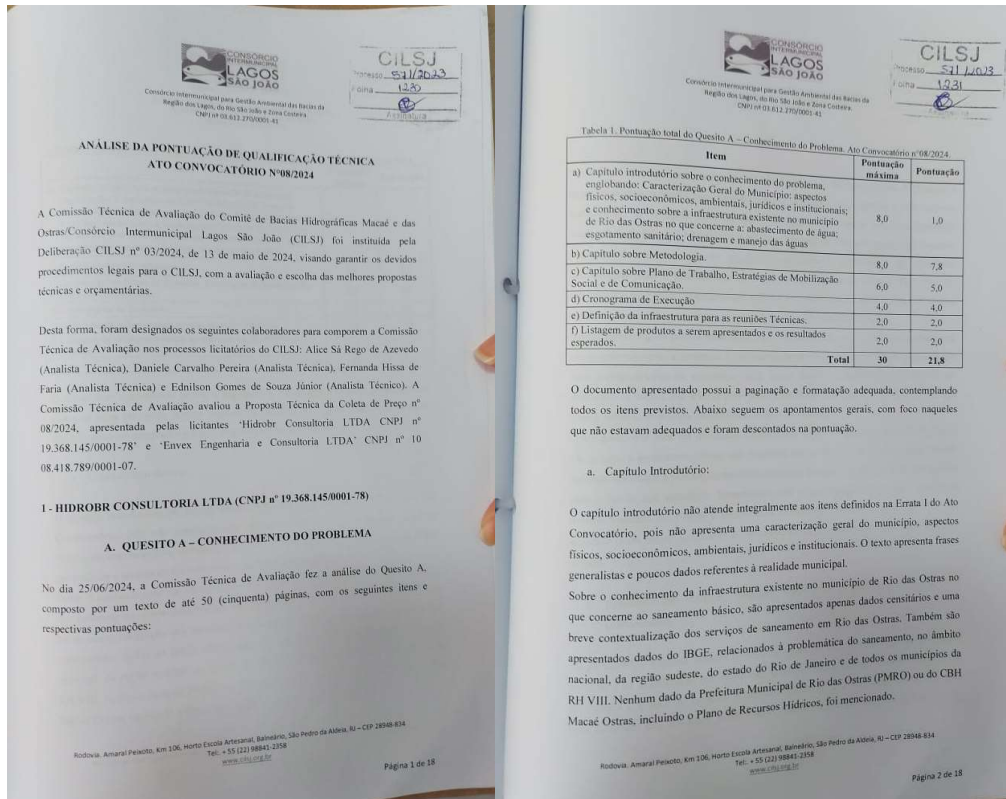 CONSÓRCIO
INTERMUNICIPAL
LAGOS
SÃO JOÃO
Consórcio Intermunicipal para Gestão Ambiental das Bacias da
Região dos Lagos, do Rio São João e Zona Costeira
CNPJ nº 03.612.270/0001-41
CILSJ
Processo 571/2023
Folha 1230
Assinatura
ANÁLISE DA PONTUAÇÃO DE QUALIFICAÇÃO TÉCNICA
ATO CONVOCATÓRIO Nº08/2024
A Comissão Técnica de Avaliação do Comitê de Bacias Hidrográficas Macaé e das
Ostras/Consórcio Intermunicipal Lagos São João (CILSJ) foi instituída pela
Deliberação CILSJ nº 03/2024, de 13 de maio de 2024, visando garantir os devidos
procedimentos legais para o CILSJ, com a avaliação e escolha das melhores propostas
técnicas e orçamentárias.
Desta forma, foram designados os seguintes colaboradores para comporem a Comissão
Técnica de Avaliação nos processos licitatórios do CILSJ: Alice Sá Rego de Azevedo
(Analista Técnica), Daniele Carvalho Pereira (Analista Técnica), Fernanda Hissa de
Faria (Analista Técnica) e Ednilson Gomes de Souza Júnior (Analista Técnico). A
Comissão Técnica de Avaliação avaliou a Proposta Técnica da Coleta de Preço nº
08/2024, apresentada pelas licitantes ‘Hidrobr Consultoria LTDA CNPJ nº
19.368.145/0001-78’ e ‘Envex Engenharia e Consultoria LTDA’ CNPJ nº 10
08.418.789/0001-07.
1 - HIDROBR CONSULTORIA LTDA (CNPJ nº 19.368.145/0001-78)
A. QUESITO A – CONHECIMENTO DO PROBLEMA
No dia 25/06/2024, a Comissão Técnica de Avaliação fez a análise do Quesito A,
composto por um texto de até 50 (cinquenta) páginas, com os seguintes itens e
respectivas pontuações:
Rodovia. Amaral Peixoto, Km 106, Horto Escola Artesanal, Balneário, São Pedro da Aldeia, RJ – CEP 28948-834
Tel: + 55 (22) 98841-2358
www.cilsj.org.br
Página 1 de 18
CONSÓRCIO
INTERMUNICIPAL
LAGOS
SÃO JOÃO
Consórcio Intermunicipal para Gestão Ambiental das Bacias da
Região dos Lagos, do Rio São João e Zona Costeira
CNPJ nº 03.612.270/0001-41
CILSJ
Processo 571/2023
Folha 1231
Assinatura
Tabela 1. Pontuação total do Quesito A – Conhecimento do Problema. Ato Convocatório nº08/2024.
Item Pontuação máxima Pontuação
a) Capítulo introdutório sobre o conhecimento do problema,
englobando: Caracterização Geral do Município: aspectos
físicos, socioeconômicos, ambientais, jurídicos e institucionais;
e conhecimento sobre a infraestrutura existente no município
de Rio das Ostras no que concerne a: abastecimento de água;
esgotamento sanitário; drenagem e manejo das águas
8,0 1,0
b) Capítulo sobre Metodologia. 8,0 7,8
c) Capítulo sobre Plano de Trabalho, Estratégias de Mobilização
Social e de Comunicação. 6,0 5,0
d) Cronograma de Execução 4,0 4,0
e) Definição da infraestrutura para as reuniões Técnicas. 2,0 2,0
f) Listagem de produtos a serem apresentados e os resultados
esperados. 2,0 2,0
Total 30 21,8
O documento apresentado possui a paginação e formatação adequada, contemplando
todos os itens previstos. Abaixo seguem os apontamentos gerais, com foco naqueles
que não estavam adequados e foram descontados na pontuação.
a. Capítulo Introdutório:
O capítulo introdutório não atende integralmente aos itens definidos na Errata I do Ato
Convocatório, pois não apresenta uma caracterização geral do município, aspectos
físicos, socioeconômicos, ambientais, jurídicos e institucionais. O texto apresenta frases
generalistas e poucos dados referentes à realidade municipal.
Sobre o conhecimento da infraestrutura existente no município de Rio das Ostras no
que concerne ao saneamento básico, são apresentados apenas dados censitários e uma
breve contextualização dos serviços de saneamento em Rio das Ostras. Também são
apresentados dados do IBGE, relacionados à problemática do saneamento, no âmbito
nacional, da região sudeste, do estado do Rio de Janeiro e de todos os municípios da
RH VIII. Nenhum dado da Prefeitura Municipal de Rio das Ostras (PMRO) ou do CBH
Macaé Ostras, incluindo o Plano de Recursos Hídricos, foi mencionado.
Rodovia. Amaral Peixoto, Km 106, Horto Escola Artesanal, Balneário, São Pedro da Aldeia, RJ – CEP 28948-834
Tel: + 55 (22) 98841-2358
www.cilsj.org.br
Página 2 de 18